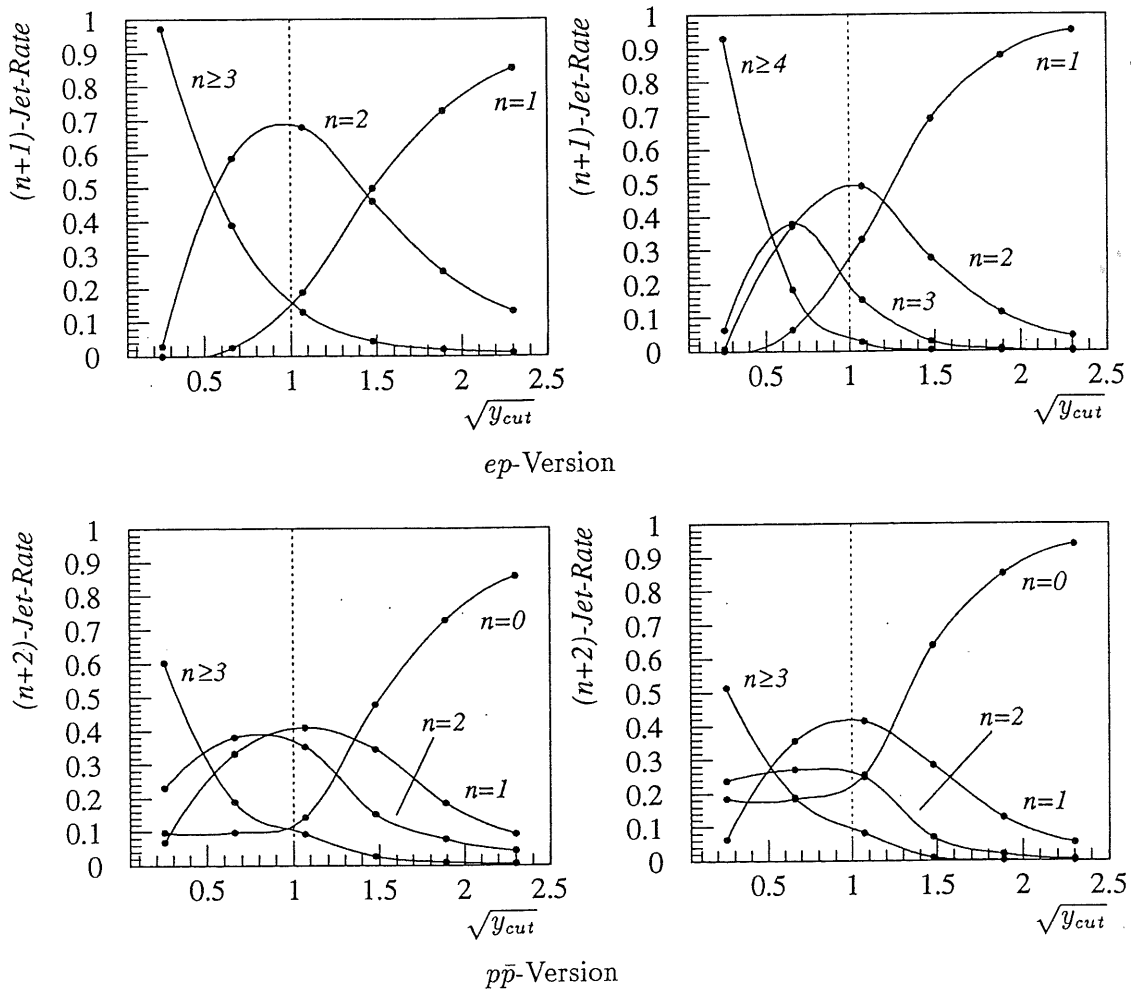 (n+1)-Jet-Rate
1
0.9
0.8
0.7
0.6
0.5
0.4
0.3
0.2
0.1
0
n≥3
n=2
n=1
0.5 1 1.5 2 2.5
√y_cut
(n+1)-Jet-Rate
1
0.9
0.8
0.7
0.6
0.5
0.4
0.3
0.2
0.1
0
n≥4
n=1
n=2
n=3
0.5 1 1.5 2 2.5
√y_cut
ep-Version
(n+2)-Jet-Rate
1
0.9
0.8
0.7
0.6
0.5
0.4
0.3
0.2
0.1
0
n≥3
n=0
n=2
n=1
0.5 1 1.5 2 2.5
√y_cut
(n+2)-Jet-Rate
1
0.9
0.8
0.7
0.6
0.5
0.4
0.3
0.2
0.1
0
n≥3
n=0
n=2
n=1
0.5 1 1.5 2 2.5
√y_cut
pp̄-Version